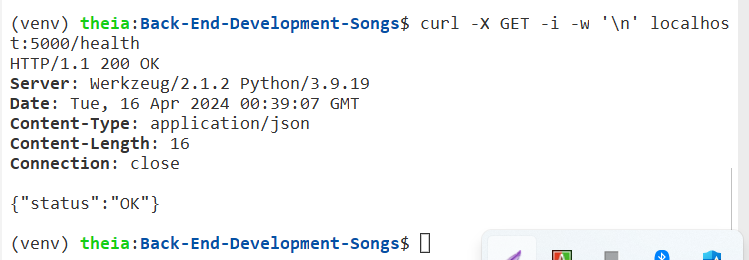 (venv) theia:Back-End-Development-Songs$ curl -X GET -i -w '\n' localhos
t:5000/health
HTTP/1.1 200 OK
Server: Werkzeug/2.1.2 Python/3.9.19
Date: Tue, 16 Apr 2024 00:39:07 GMT
Content-Type: application/json
Content-Length: 16
Connection: close

{"status":"OK"}

(venv) theia:Back-End-Development-Songs$